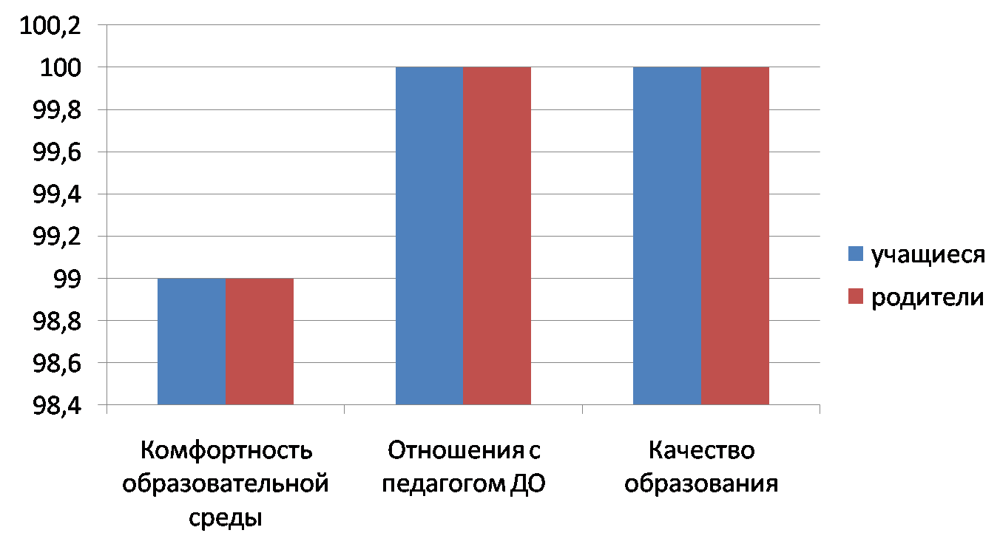 100,2
100
99,8
99,6
99,4
99,2
99
98,8
98,6
98,4
Комфортность
образовательной
среды
Отношения с
педагогом ДО
Качество
образования
учащиеся
родители